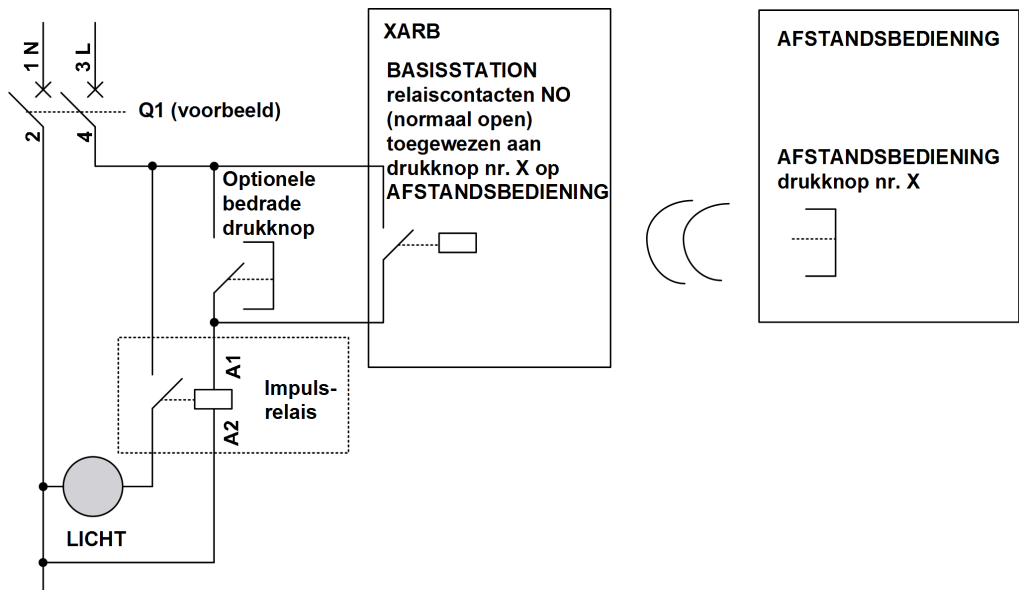 1 N
3 L
2
4
Q1 (voorbeeld)
Optionele
bedrade
drukknop
XARB
BASISSTATION
relaiscontacten NO
(normaal open)
toegewezen aan
drukknop nr. X op
AFSTANDSBEDIENING
AFSTANDSBEDIENING
AFSTANDSBEDIENING
drukknop nr. X
A1
A2
Impuls-
relais
LICHT